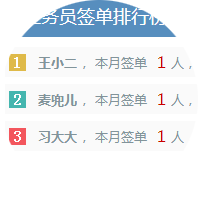 务员签单排行榜
1 王小二， 本月签单 1 人，
2 麦兜儿， 本月签单 1 人，
3 习大大， 本月签单 1 人，